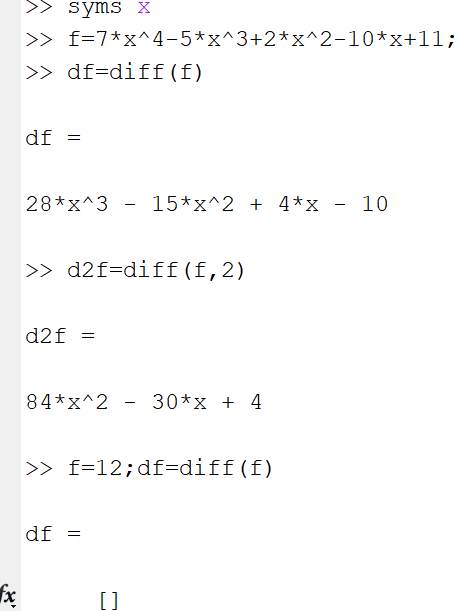 >> syms x
>> f=7*x^4-5*x^3+2*x^2-10*x+11;
>> df=diff(f)
df =
28*x^3 - 15*x^2 + 4*x - 10
>> d2f=diff(f,2)
d2f =
84*x^2 - 30*x + 4
>> f=12;df=diff(f)
df =
fx []